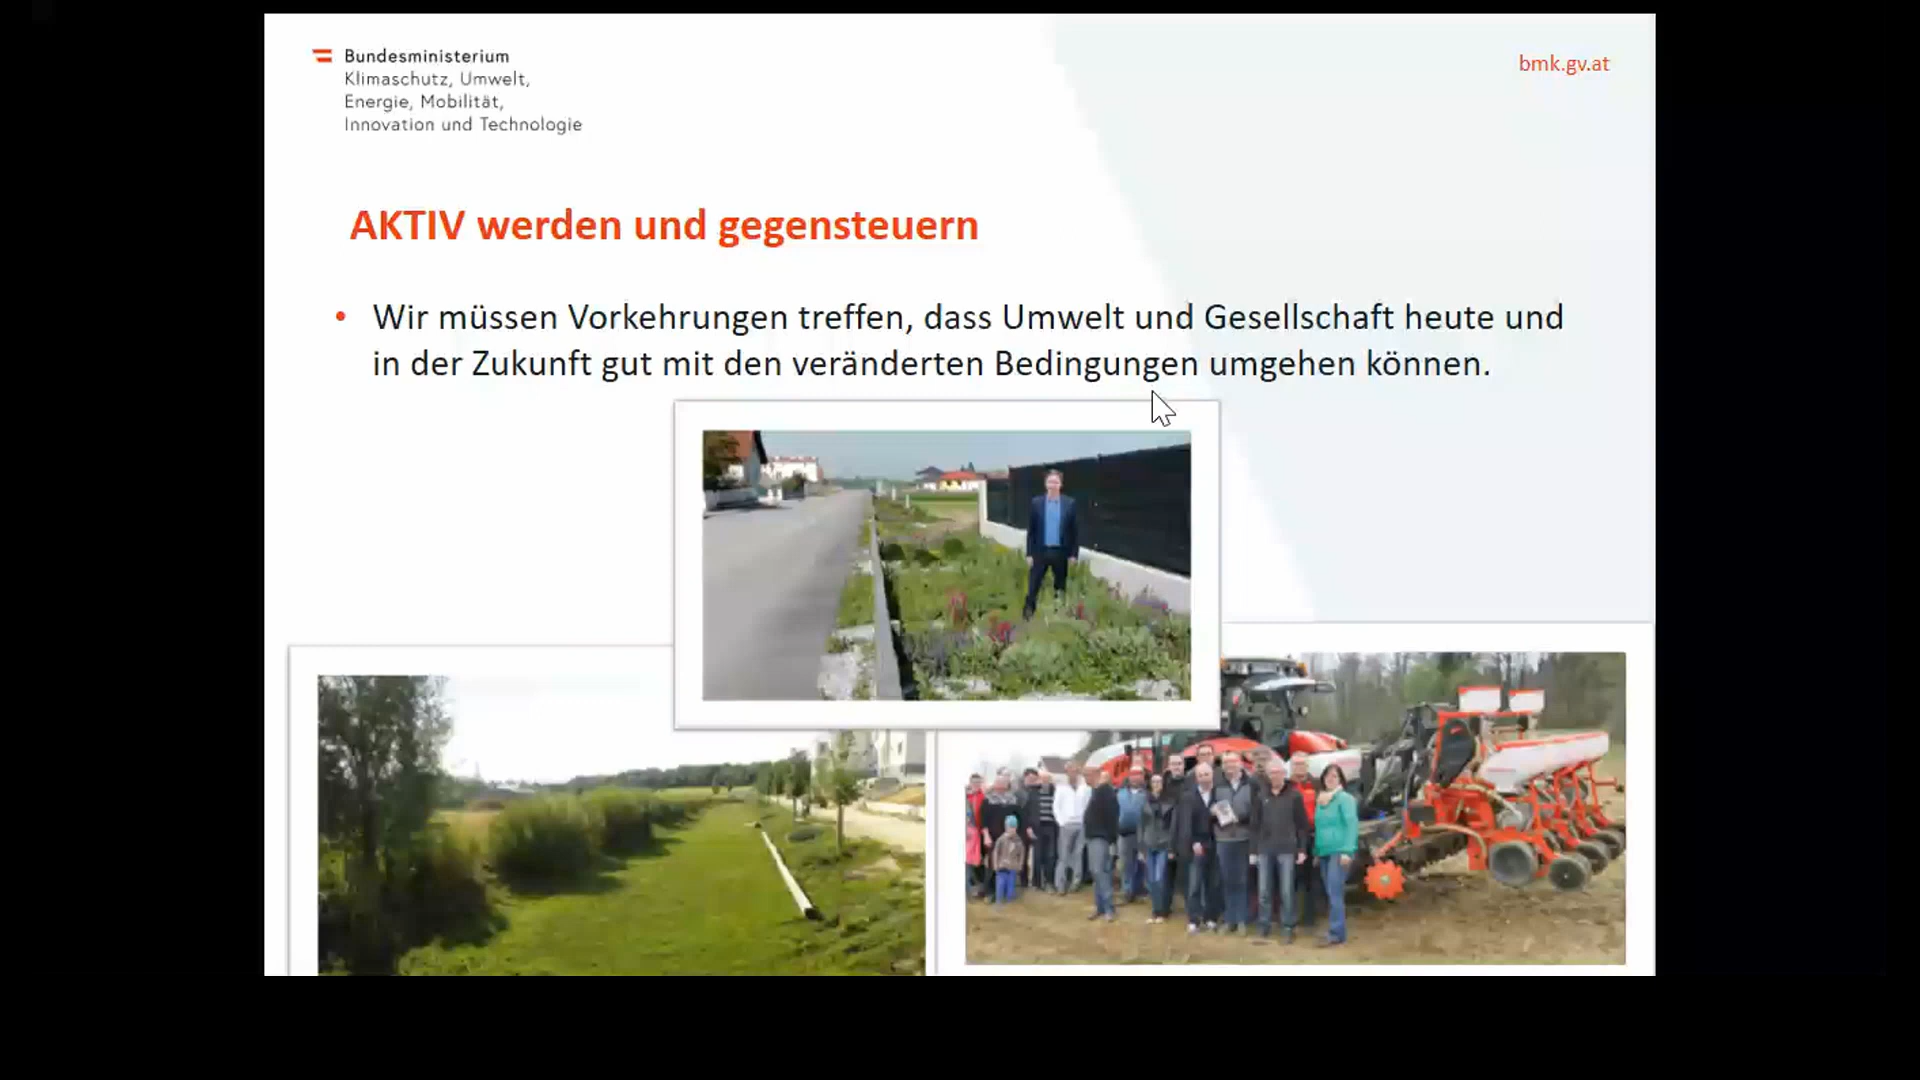 Bundesministerium
Klimaschutz, Umwelt,
Energie, Mobilität,
Innovation und Technologie
bmk.gv.at
AKTIV werden und gegensteuern
• Wir müssen Vorkehrungen treffen, dass Umwelt und Gesellschaft heute und
in der Zukunft gut mit den veränderten Bedingungen umgehen können.